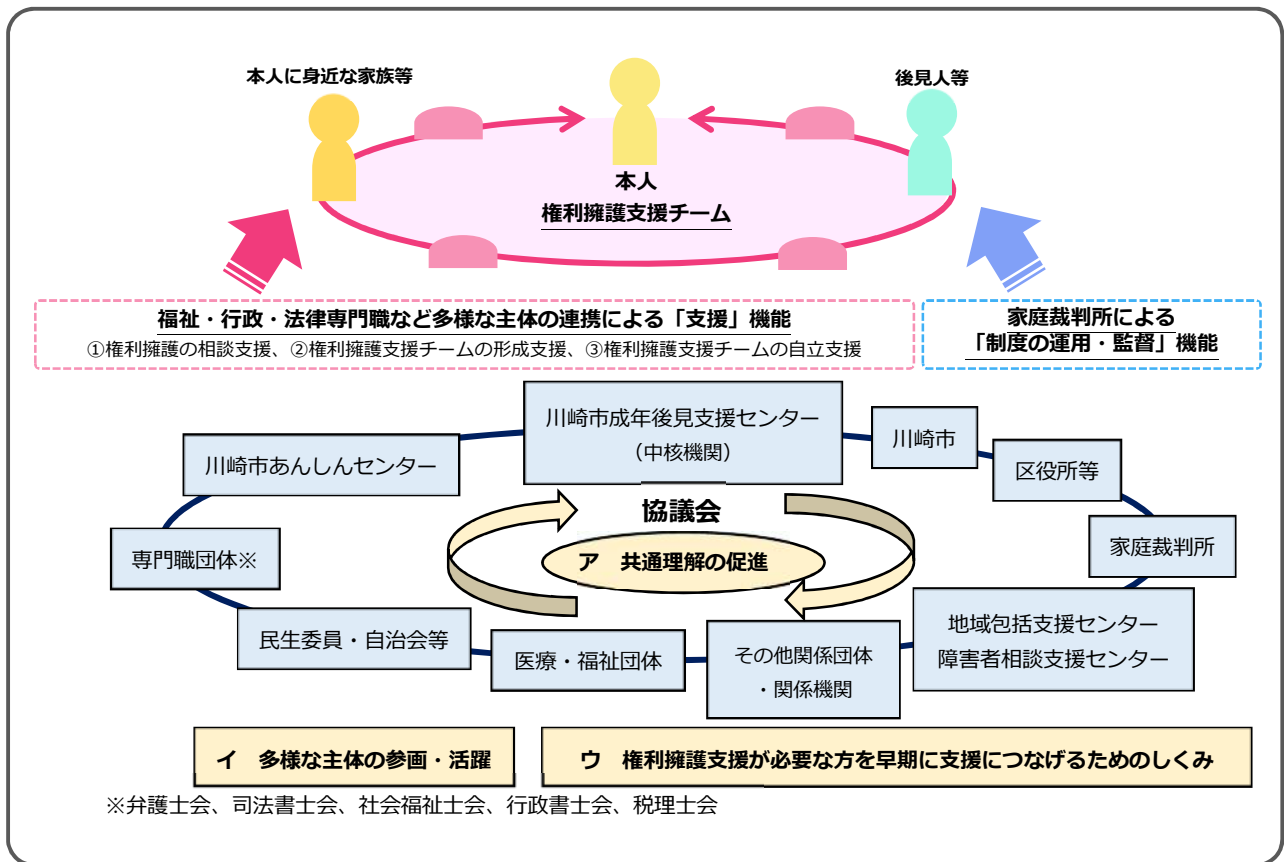 本人に身近な家族等
後見人等
本人
権利擁護支援チーム
福祉・行政・法律専門職など多様な主体の連携による「支援」機能
①権利擁護の相談支援、②権利擁護支援チームの形成支援、③権利擁護支援チームの自立支援
家庭裁判所による
「制度の運用・監督」機能
川崎市成年後見支援センター
（中核機関）
川崎市
川崎市あんしんセンター
区役所等
協議会
専門職団体※
ア　共通理解の促進
家庭裁判所
民生委員・自治会等
医療・福祉団体
その他関係団体
・関係機関
地域包括支援センター
障害者相談支援センター
イ　多様な主体の参画・活躍
ウ　権利擁護支援が必要な方を早期に支援につなげるためのしくみ
※弁護士会、司法書士会、社会福祉士会、行政書士会、税理士会